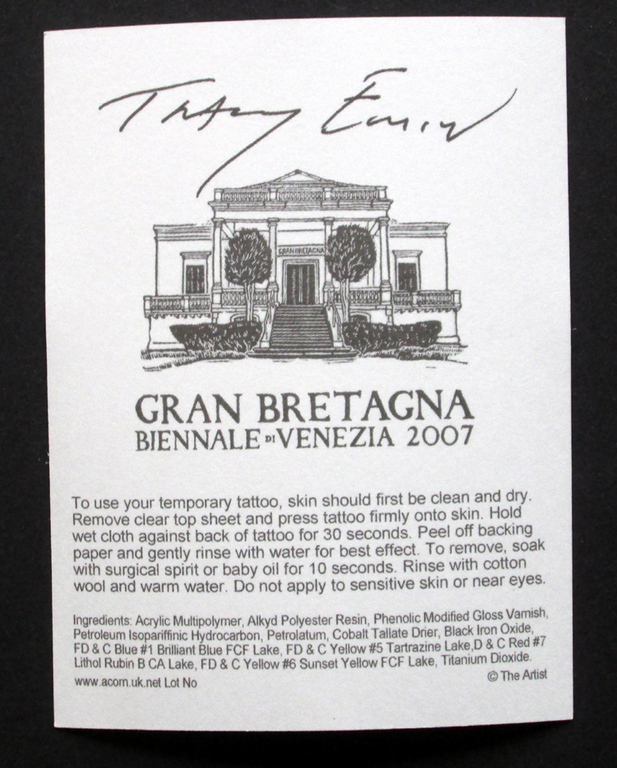 Tracey Emin
GRAN BRETAGNA
GRAN BRETAGNA
BIENNALE DI VENEZIA 2007
To use your temporary tattoo, skin should first be clean and dry.
Remove clear top sheet and press tattoo firmly onto skin. Hold
wet cloth against back of tattoo for 30 seconds. Peel off backing
paper and gently rinse with water for best effect. To remove, soak
with surgical spirit or baby oil for 10 seconds. Rinse with cotton
wool and warm water. Do not apply to sensitive skin or near eyes.
Ingredients: Acrylic Multipolymer, Alkyd Polyester Resin, Phenolic Modified Gloss Varnish,
Petroleum Isopariffinic Hydrocarbon, Petrolatum, Cobalt Tallate Drier, Black Iron Oxide,
FD & C Blue #1 Brilliant Blue FCF Lake, FD & C Yellow #5 Tartrazine Lake,D & C Red #7
Lithol Rubin B CA Lake, FD & C Yellow #6 Sunset Yellow FCF Lake, Titanium Dioxide.
www.acorn.uk.net Lot No © The Artist